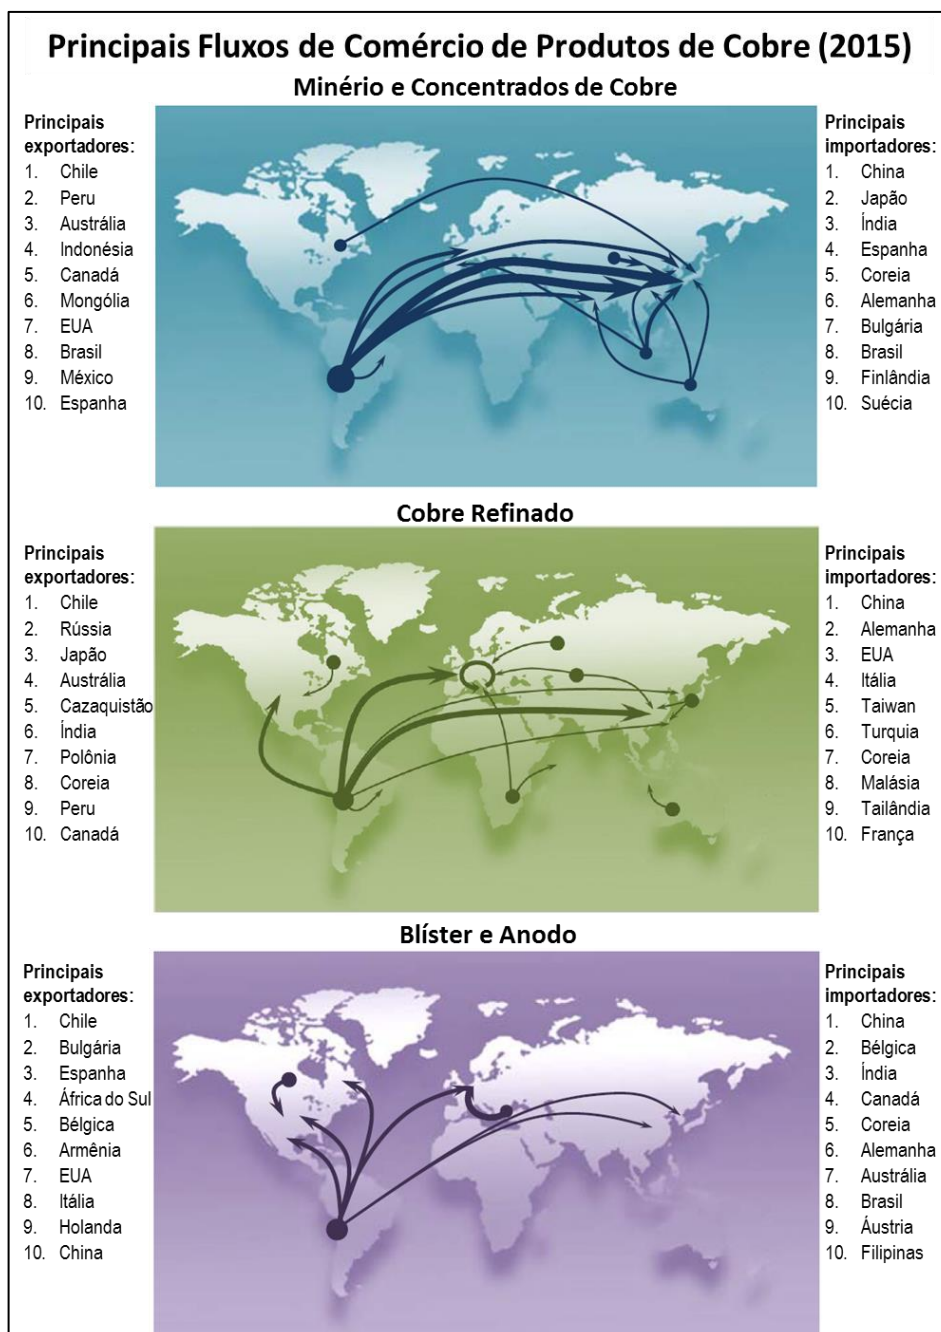 Principais Fluxos de Comércio de Produtos de Cobre (2015)
Minério e Concentrados de Cobre
Principais
exportadores:
1. Chile
2. Peru
3. Austrália
4. Indonésia
5. Canadá
6. Mongólia
7. EUA
8. Brasil
9. México
10. Espanha
Principais
importadores:
1. China
2. Japão
3. Índia
4. Espanha
5. Coreia
6. Alemanha
7. Bulgária
8. Brasil
9. Finlândia
10. Suécia
Cobre Refinado
Principais
exportadores:
1. Chile
2. Rússia
3. Japão
4. Austrália
5. Cazaquistão
6. Índia
7. Polônia
8. Coreia
9. Peru
10. Canadá
Principais
importadores:
1. China
2. Alemanha
3. EUA
4. Itália
5. Taiwan
6. Turquia
7. Coreia
8. Malásia
9. Tailândia
10. França
Blíster e Anodo
Principais
exportadores:
1. Chile
2. Bulgária
3. Espanha
4. África do Sul
5. Bélgica
6. Armênia
7. EUA
8. Itália
9. Holanda
10. China
Principais
importadores:
1. China
2. Bélgica
3. Índia
4. Canadá
5. Coreia
6. Alemanha
7. Austrália
8. Brasil
9. Áustria
10. Filipinas